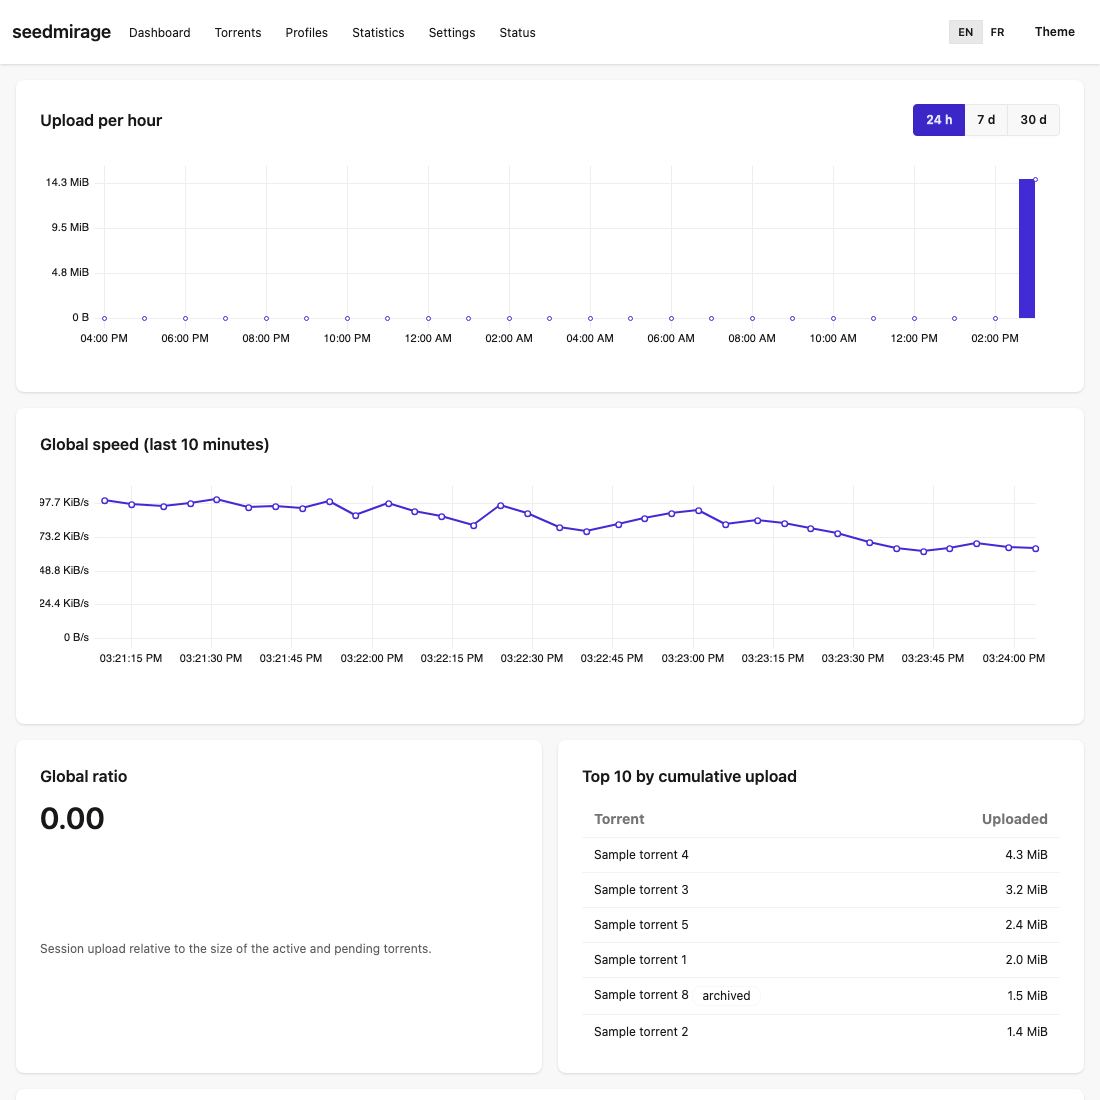 seedmirage Dashboard Torrents Profiles Statistics Settings Status EN FR Theme
Upload per hour 24 h 7 d 30 d
14.3 MiB
9.5 MiB
4.8 MiB
0 B
04:00 PM 06:00 PM 08:00 PM 10:00 PM 12:00 AM 02:00 AM 04:00 AM 06:00 AM 08:00 AM 10:00 AM 12:00 PM 02:00 PM
Global speed (last 10 minutes)
97.7 KiB/s
73.2 KiB/s
48.8 KiB/s
24.4 KiB/s
0 B/s
03:21:15 PM 03:21:30 PM 03:21:45 PM 03:22:00 PM 03:22:15 PM 03:22:30 PM 03:22:45 PM 03:23:00 PM 03:23:15 PM 03:23:30 PM 03:23:45 PM 03:24:00 PM
Global ratio
0.00
Session upload relative to the size of the active and pending torrents.
Top 10 by cumulative upload
Torrent Uploaded
Sample torrent 4 4.3 MiB
Sample torrent 3 3.2 MiB
Sample torrent 5 2.4 MiB
Sample torrent 1 2.0 MiB
Sample torrent 8 archived 1.5 MiB
Sample torrent 2 1.4 MiB